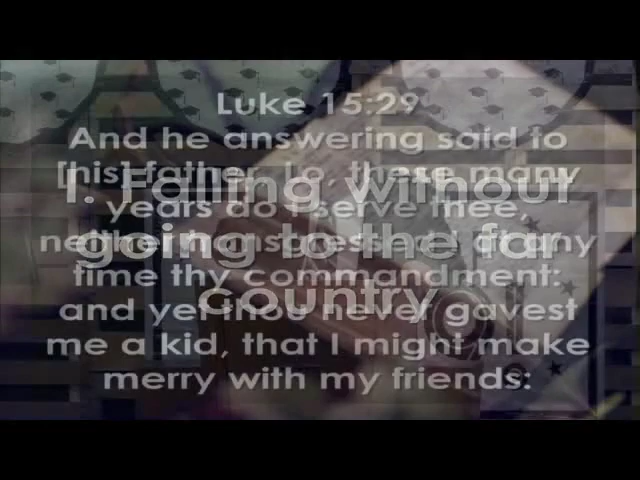 Luke 15:29
And he answering said to
[his] father, Lo, these many
years do I serve thee,
neither transgressed I at any
time thy commandment:
and yet thou never gavest
me a kid, that I might make
merry with my friends:
I. Falling without
going to the far
country